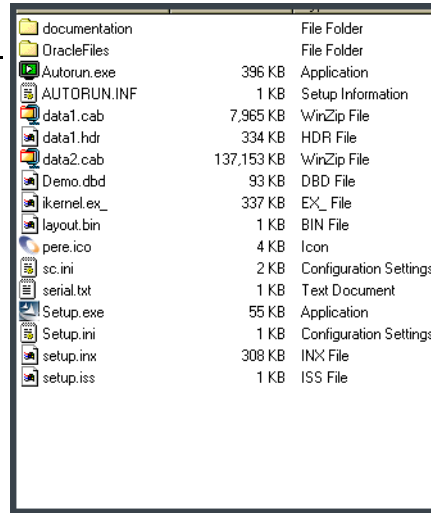 documentation File Folder
OracleFiles File Folder
Autorun.exe 396 KB Application
AUTORUN.INF 1 KB Setup Information
data1.cab 7,965 KB WinZip File
data1.hdr 334 KB HDR File
data2.cab 137,153 KB WinZip File
Demo.dbd 93 KB DBD File
ikernel.ex_ 337 KB EX_ File
layout.bin 1 KB BIN File
pere.ico 4 KB Icon
sc.ini 2 KB Configuration Settings
serial.txt 1 KB Text Document
Setup.exe 55 KB Application
Setup.ini 1 KB Configuration Settings
setup.inx 308 KB INX File
setup.iss 1 KB ISS File